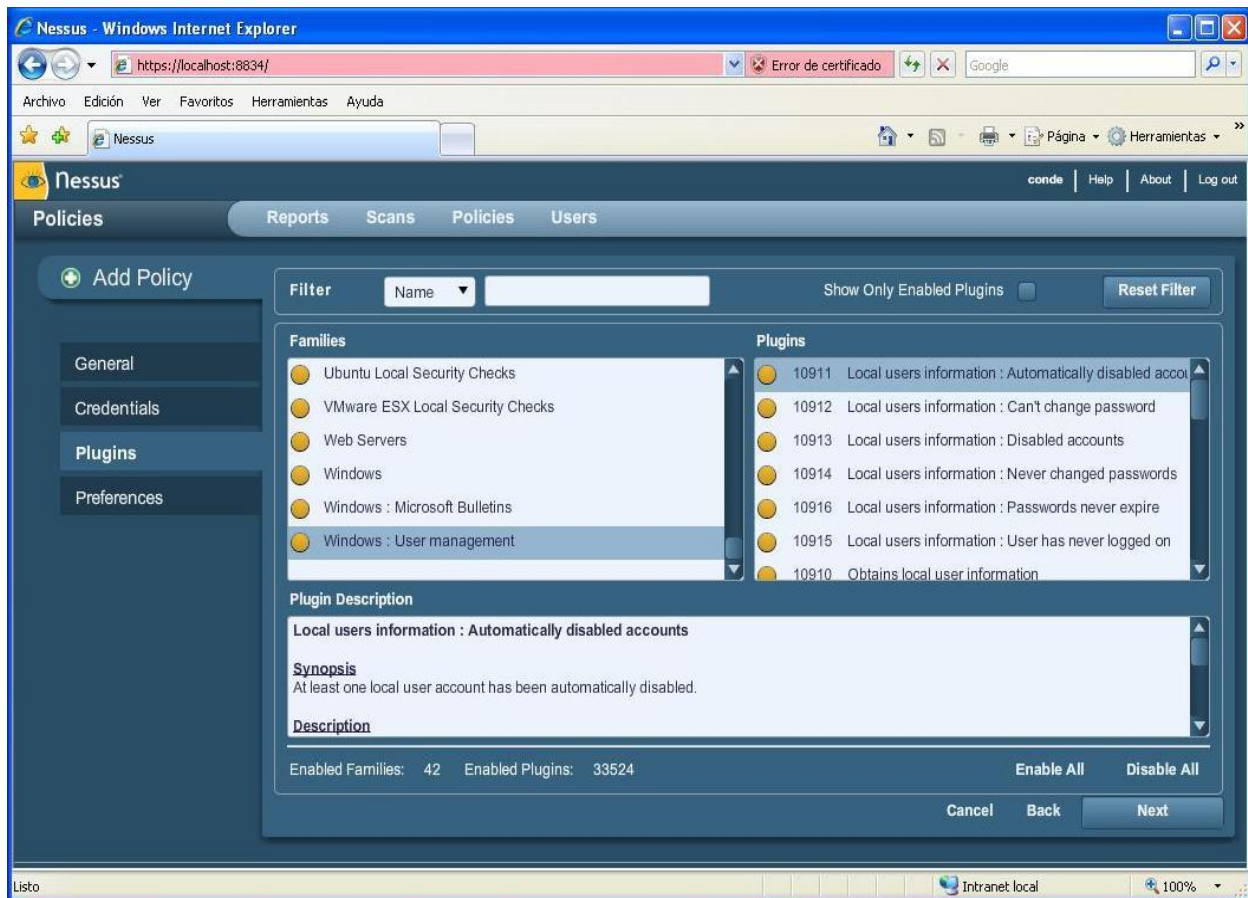 Nessus - Windows Internet Explorer
https://localhost:8834/
Error de certificado
Google
Archivo Edición Ver Favoritos Herramientas Ayuda
Nessus
Página
Herramientas
Nessus
conde | Help | About | Log out
Policies
Reports Scans Policies Users
Add Policy
General
Credentials
Plugins
Preferences
Filter
Name
Show Only Enabled Plugins
Reset Filter
Families
Ubuntu Local Security Checks
VMware ESX Local Security Checks
Web Servers
Windows
Windows : Microsoft Bulletins
Windows : User management
Plugins
10911 Local users information : Automatically disabled accou
10912 Local users information : Can't change password
10913 Local users information : Disabled accounts
10914 Local users information : Never changed passwords
10916 Local users information : Passwords never expire
10915 Local users information : User has never logged on
10910 Obtains local user information
Plugin Description
Local users information : Automatically disabled accounts
Synopsis
At least one local user account has been automatically disabled.
Description
Enabled Families: 42 Enabled Plugins: 33524
Enable All Disable All
Cancel Back Next
Listo
Intranet local
100%